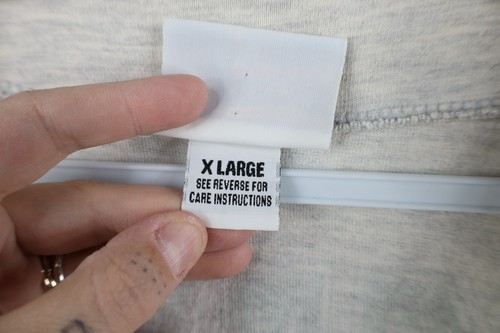 X LARGE
SEE REVERSE FOR
CARE INSTRUCTIONS